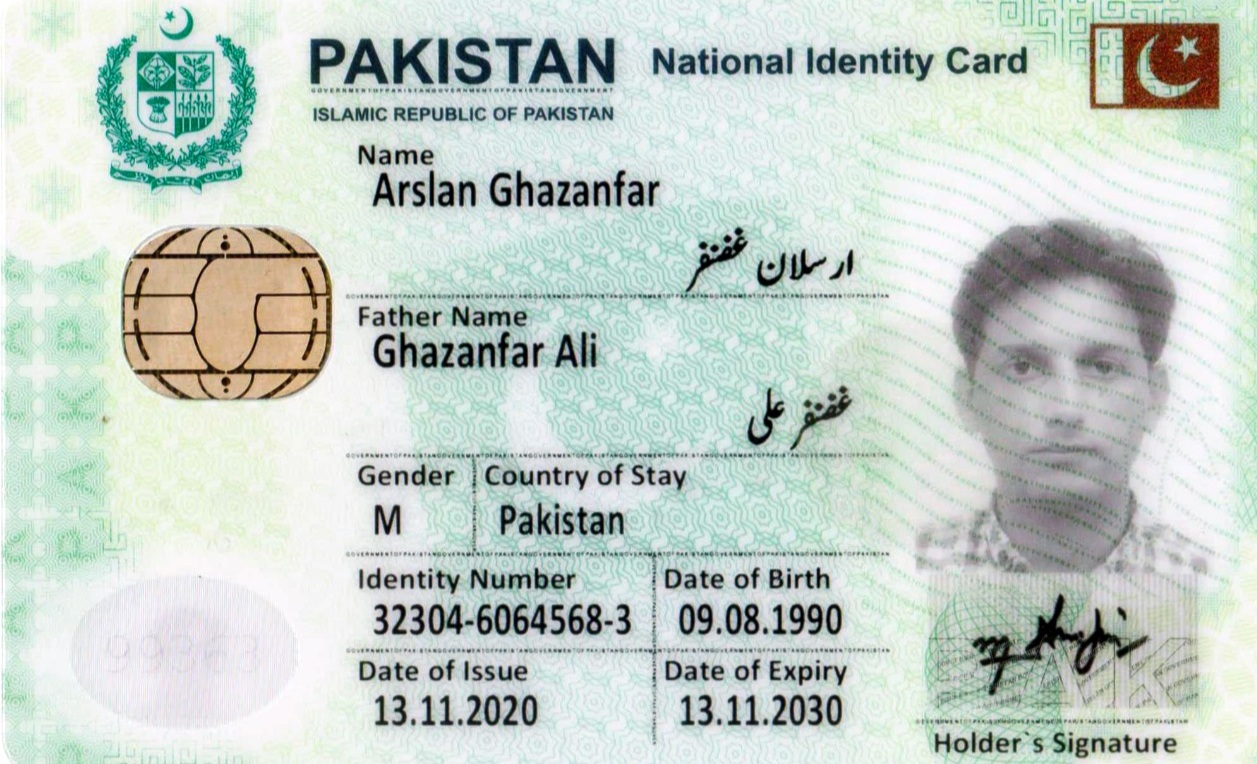 PAKISTAN National Identity Card
ISLAMIC REPUBLIC OF PAKISTAN
Name
Arslan Ghazanfar
ارسلان غضنفر
Father Name
Ghazanfar Ali
غضنفر علی
Gender Country of Stay
M Pakistan
Identity Number Date of Birth
32304-6064568-3 09.08.1990
Date of Issue Date of Expiry
13.11.2020 13.11.2030
Holder`s Signature